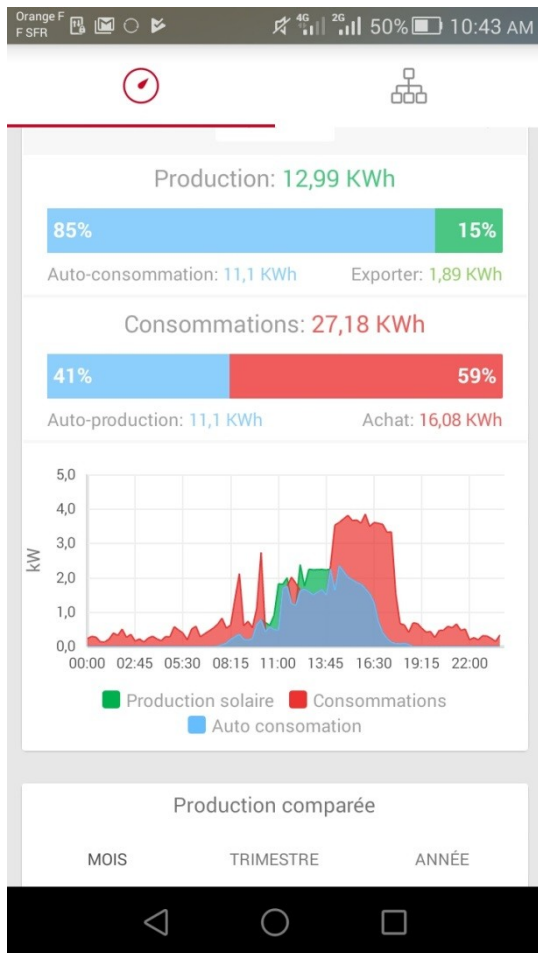 Orange F
F SFR
4G 2G 50% 10:43 AM
Production: 12,99 KWh
85% 15%
Auto-consommation: 11,1 KWh Exporter: 1,89 KWh
Consommations: 27,18 KWh
41% 59%
Auto-production: 11,1 KWh Achat: 16,08 KWh
5,0
4,0
3,0
2,0
1,0
0,0
kW
00:00 02:45 05:30 08:15 11:00 13:45 16:30 19:15 22:00
Production solaire Consommations
Auto consomation
Production comparée
MOIS TRIMESTRE ANNÉE